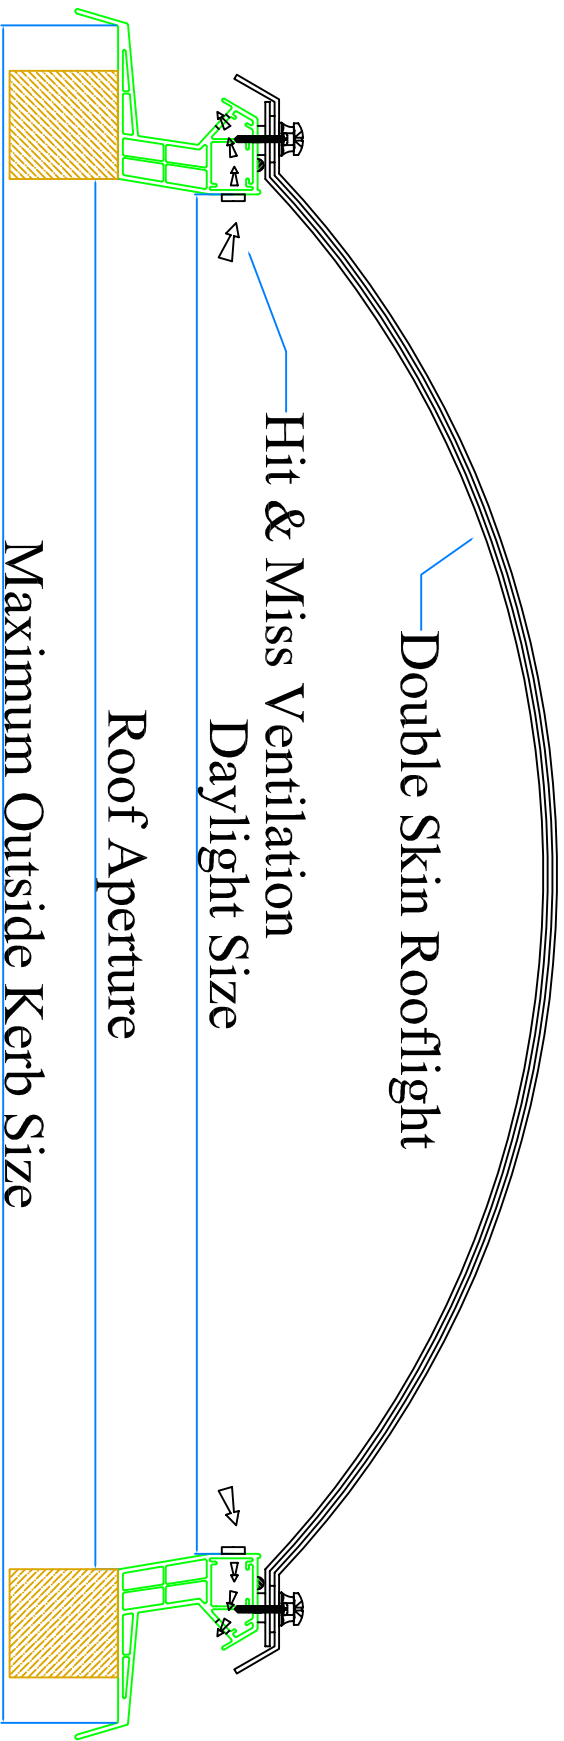 Double Skin Rooflight
Hit & Miss Ventilation
Daylight Size
Roof Aperture
Maximum Outside Kerb Size